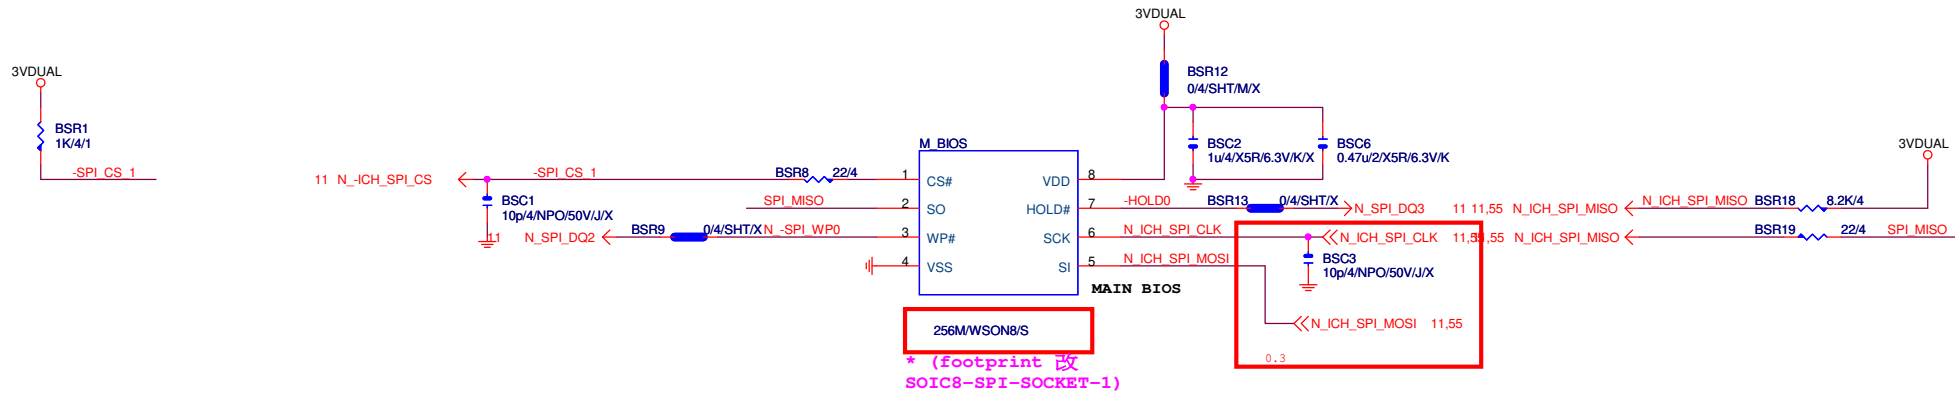 3VDUAL
BSR1
1K/4/1
-SPI_CS_1
11 N_-ICH_SPI_CS
-SPI_CS_1
BSC1
10p/4/NPO/50V/J/X
BSR8 22/4
SPI_MISO
11 N_SPI_DQ2
BSR9 0/4/SHT/X N_-SPI_WP0
M_BIOS
1 CS#
2 SO
3 WP#
4 VSS
VDD 8
HOLD# 7
SCK 6
SI 5
MAIN BIOS
256M/WSON8/S
* (footprint 改
SOIC8-SPI-SOCKET-1)
3VDUAL
BSR12
0/4/SHT/M/X
BSC2
1u/4/X5R/6.3V/K/X
BSC6
0.47u/2/X5R/6.3V/K
-HOLD0 BSR13 0/4/SHT/X N_SPI_DQ3 11
N_ICH_SPI_CLK N_ICH_SPI_CLK 11,55
BSC3
10p/4/NPO/50V/J/X
N_ICH_SPI_MOSI
N_ICH_SPI_MOSI 11,55
0.3
3VDUAL
11,55 N_ICH_SPI_MISO N_ICH_SPI_MISO BSR18 8.2K/4
N_ICH_SPI_MISO BSR19 22/4 SPI_MISO